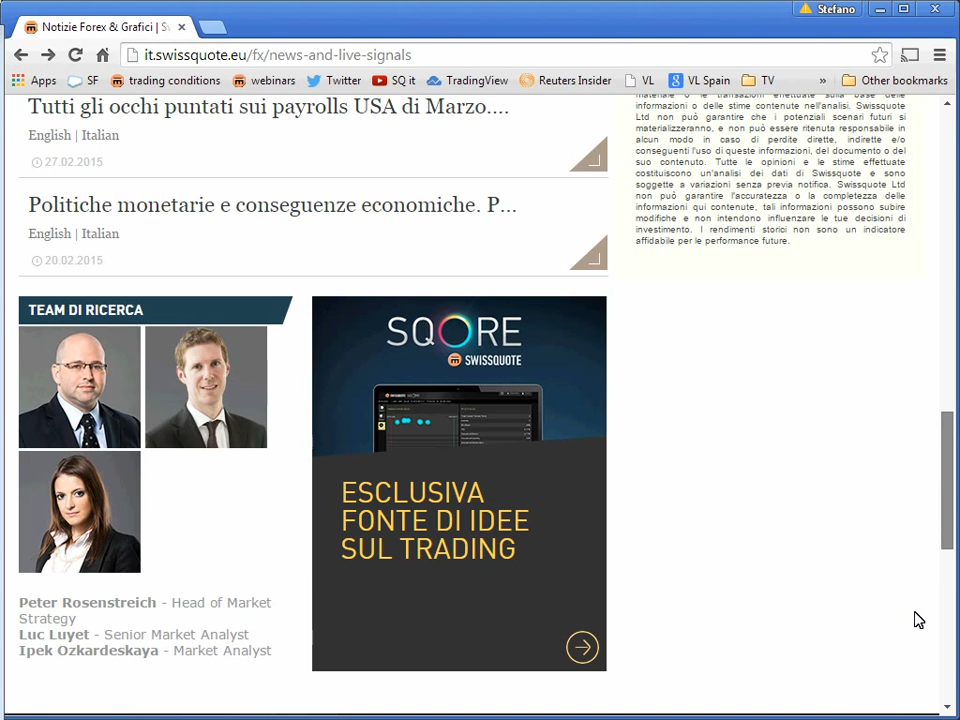 Stefano
Notizie Forex & Grafici | S
it.swissquote.eu/fx/news-and-live-signals
Apps SF trading conditions webinars Twitter SQ it TradingView Reuters Insider VL VL Spain TV » Other bookmarks
Tutti gli occhi puntati sui payrolls USA di Marzo....
English | Italian
27.02.2015
Politiche monetarie e conseguenze economiche. P...
English | Italian
20.02.2015
materiale o le transazioni effettuate sulla base delle
informazioni o delle stime contenute nell'analisi. Swissquote
Ltd non può garantire che i potenziali scenari futuri si
materializzeranno, e non può essere ritenuta responsabile in
alcun modo in caso di perdite dirette, indirette e/o
conseguenti l'uso di queste informazioni, del documento o del
suo contenuto. Tutte le opinioni e le stime effettuate
costituiscono un'analisi dei dati di Swissquote e sono
soggette a variazioni senza previa notifica. Swissquote Ltd
non può garantire l'accuratezza o la completezza delle
informazioni qui contenute, tali informazioni possono subire
modifiche e non intendono influenzare le tue decisioni di
investimento. I rendimenti storici non sono un indicatore
affidabile per le performance future.
TEAM DI RICERCA
Peter Rosenstreich - Head of Market
Strategy
Luc Luyet - Senior Market Analyst
Ipek Ozkardeskaya - Market Analyst
SQORE
SWISSQUOTE
ESCLUSIVA
FONTE DI IDEE
SUL TRADING